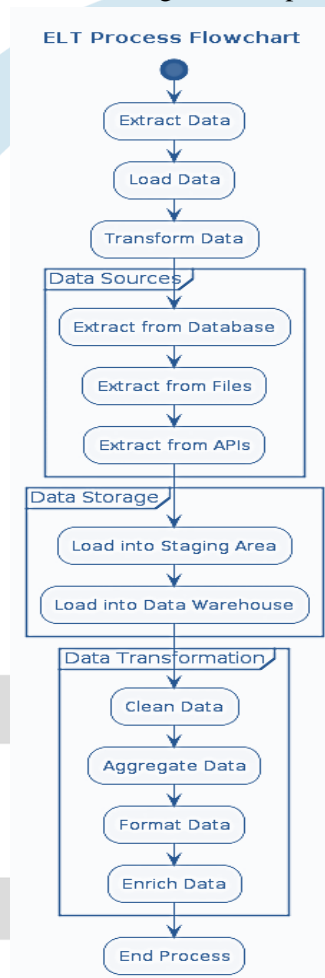 ELT Process Flowchart
Extract Data
Load Data
Transform Data
Data Sources
Extract from Database
Extract from Files
Extract from APIs
Data Storage
Load into Staging Area
Load into Data Warehouse
Data Transformation
Clean Data
Aggregate Data
Format Data
Enrich Data
End Process